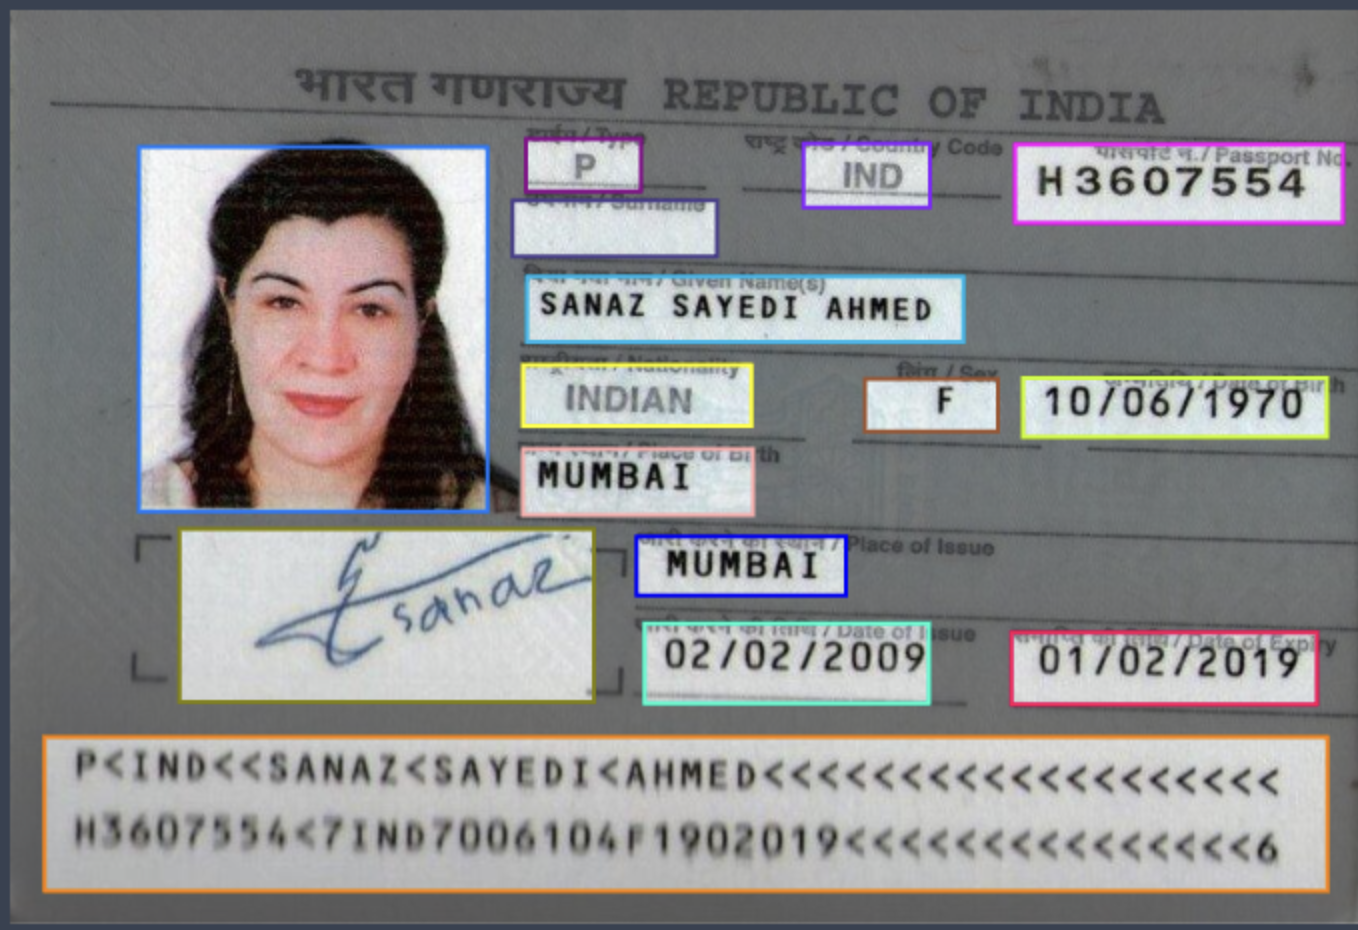 भारत गणराज्य REPUBLIC OF INDIA
टाईप / Type
राष्ट्र कोड / Country Code
पासपोर्ट नं. / Passport No.
P
IND
H3607554
उपनाम / Surname
दिया गया नाम / Given Name(s)
SANAZ SAYEDI AHMED
राष्ट्रीयता / Nationality
लिंग / Sex
जन्मतिथि / Date of Birth
INDIAN
F
10/06/1970
जन्म स्थान / Place of Birth
MUMBAI
जारी करने का स्थान / Place of Issue
MUMBAI
sanaz
जारी करने की तिथि / Date of Issue
समाप्ति की तिथि / Date of Expiry
02/02/2009
01/02/2019
P<IND<<SANAZ<SAYEDI<AHMED<<<<<<<<<<<<<<<<<<<
H3607554<7IND7006104F1902019<<<<<<<<<<<<<<<6